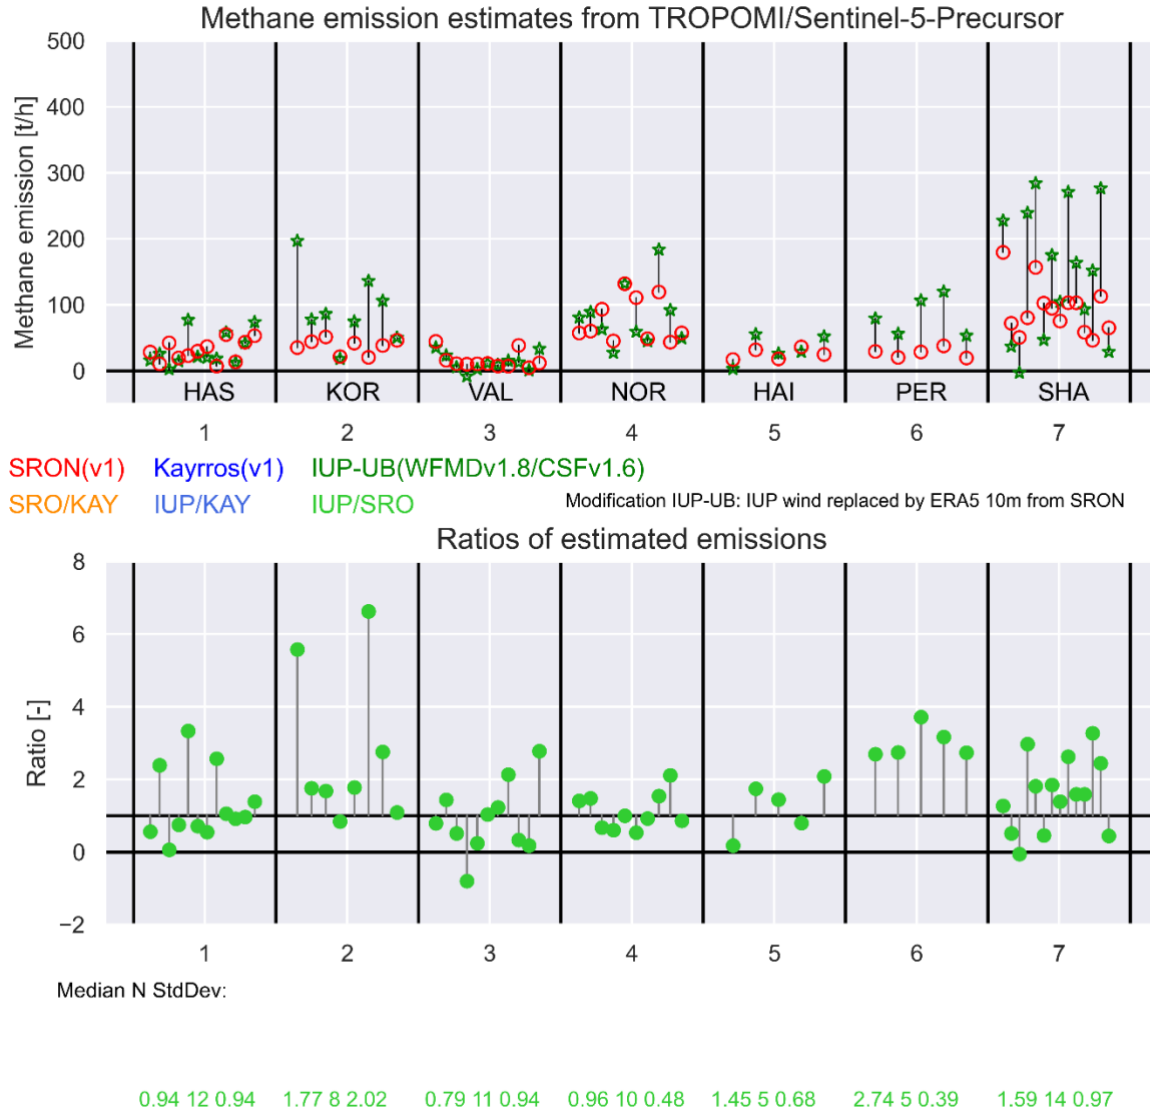 Methane emission estimates from TROPOMI/Sentinel-5-Precursor
Methane emission [t/h]
500
400
300
200
100
0
HAS KOR VAL NOR HAI PER SHA
1 2 3 4 5 6 7
SRON(v1) Kayrros(v1) IUP-UB(WFMDv1.8/CSFv1.6)
SRO/KAY IUP/KAY IUP/SRO Modification IUP-UB: IUP wind replaced by ERA5 10m from SRON
Ratios of estimated emissions
Ratio [-]
8
6
4
2
0
−2
1 2 3 4 5 6 7
Median N StdDev:
0.94 12 0.94 1.77 8 2.02 0.79 11 0.94 0.96 10 0.48 1.45 5 0.68 2.74 5 0.39 1.59 14 0.97